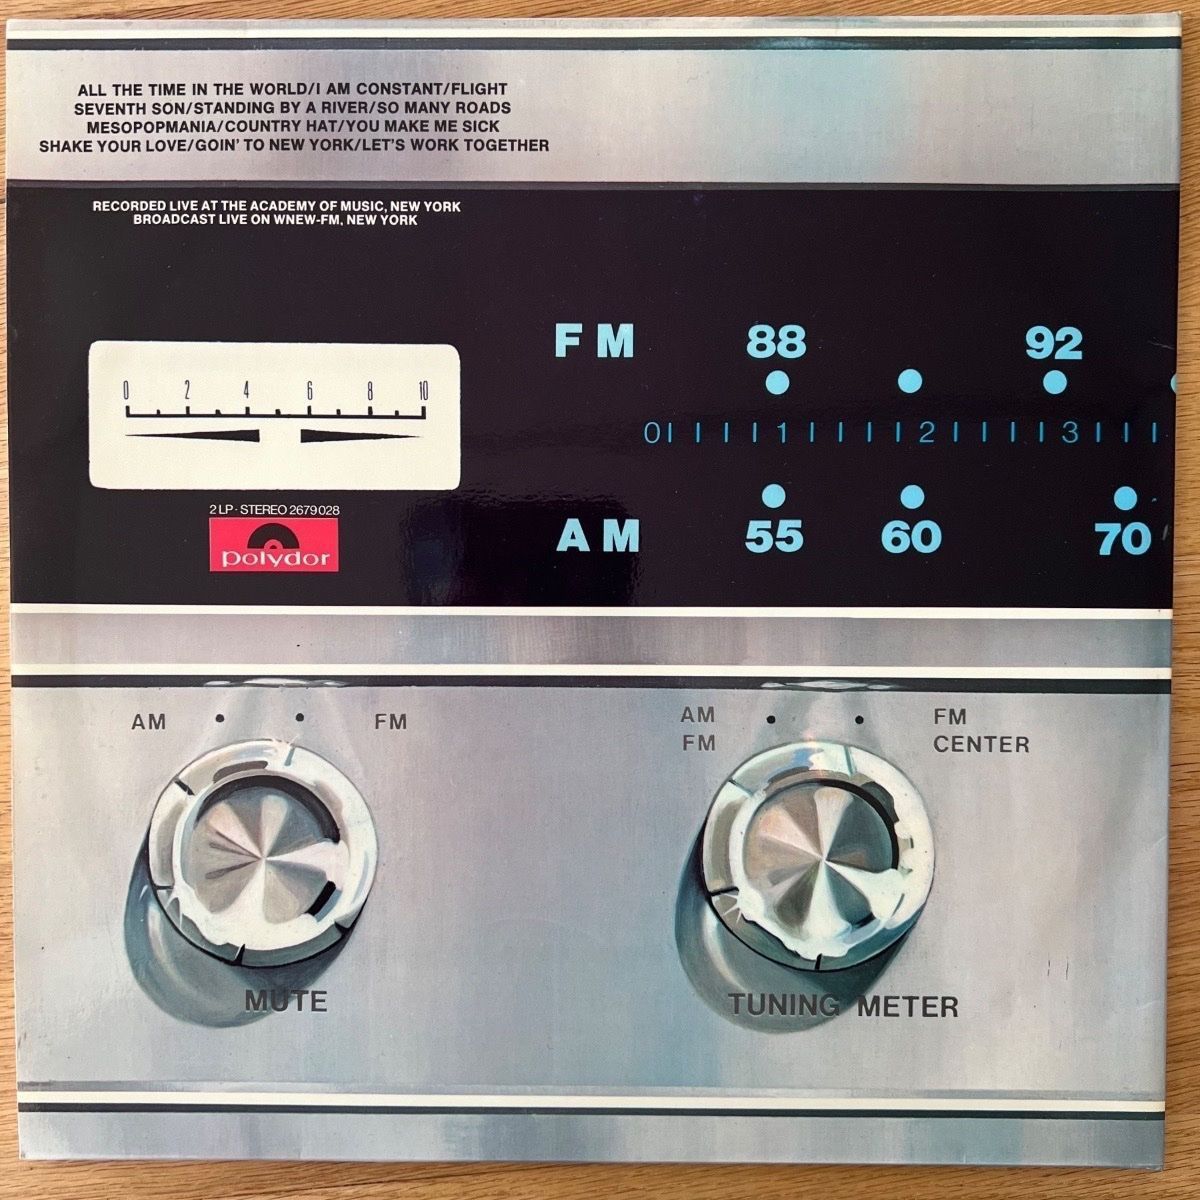 ALL THE TIME IN THE WORLD/I AM CONSTANT/FLIGHT
SEVENTH SON/STANDING BY A RIVER/SO MANY ROADS
MESOPOPMANIA/COUNTRY HAT/YOU MAKE ME SICK
SHAKE YOUR LOVE/GOIN' TO NEW YORK/LET'S WORK TOGETHER
RECORDED LIVE AT THE ACADEMY OF MUSIC, NEW YORK
BROADCAST LIVE ON WNEW-FM, NEW YORK
FM 88 92
0 2 4 6 8 10
0 1 2 3
2 LP · STEREO 2679028
polydor
AM 55 60 70
AM FM
AM FM
FM CENTER
MUTE
TUNING METER